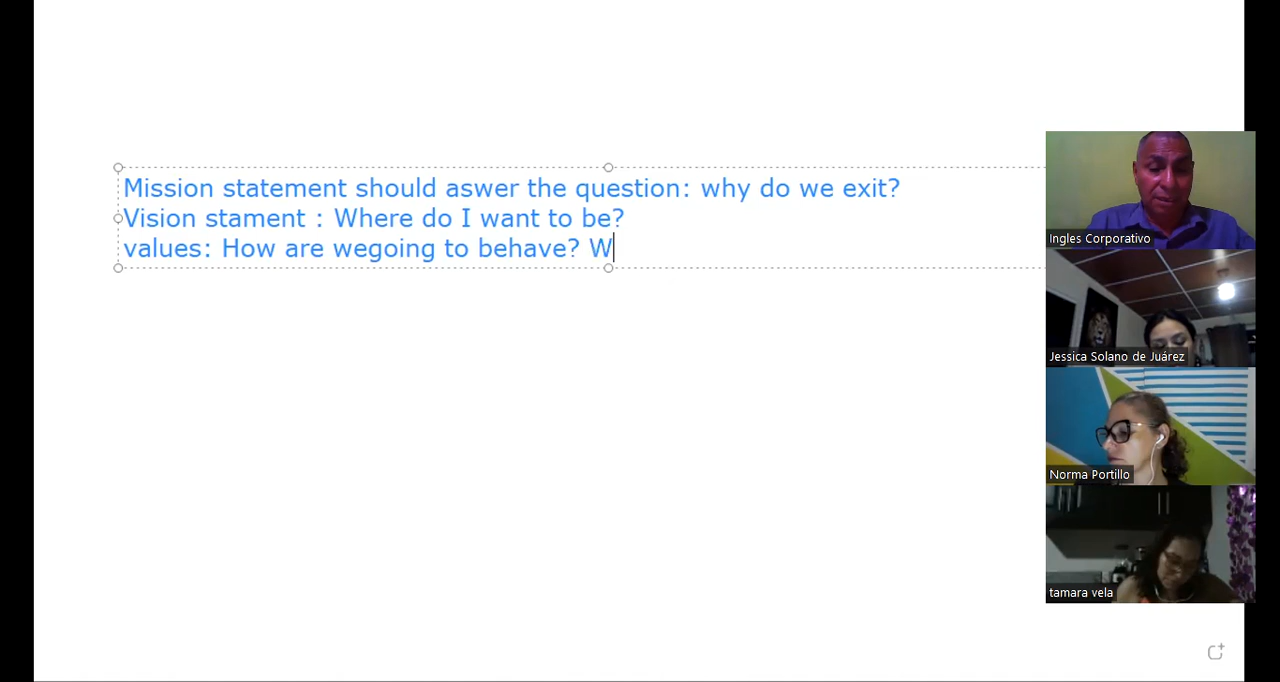 Mission statement should aswer the question: why do we exit?
Vision stament : Where do I want to be?
values: How are wegoing to behave? W
Ingles Corporativo
Jessica Solano de Juárez
Norma Portillo
tamara vela